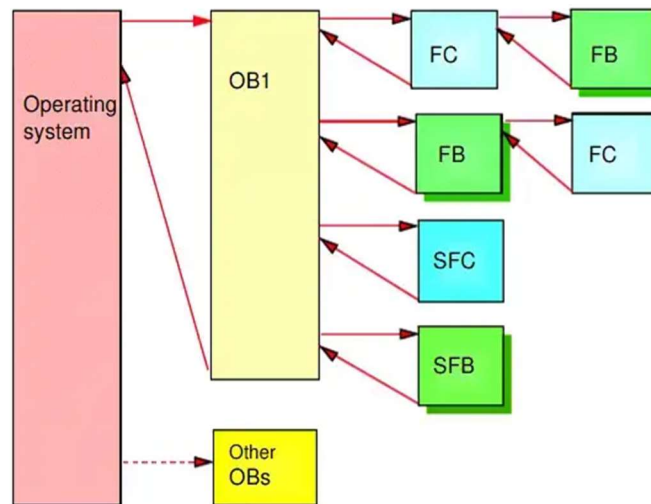 Operating
system
OB1
FC
FB
FB
FC
SFC
SFB
Other
OBs